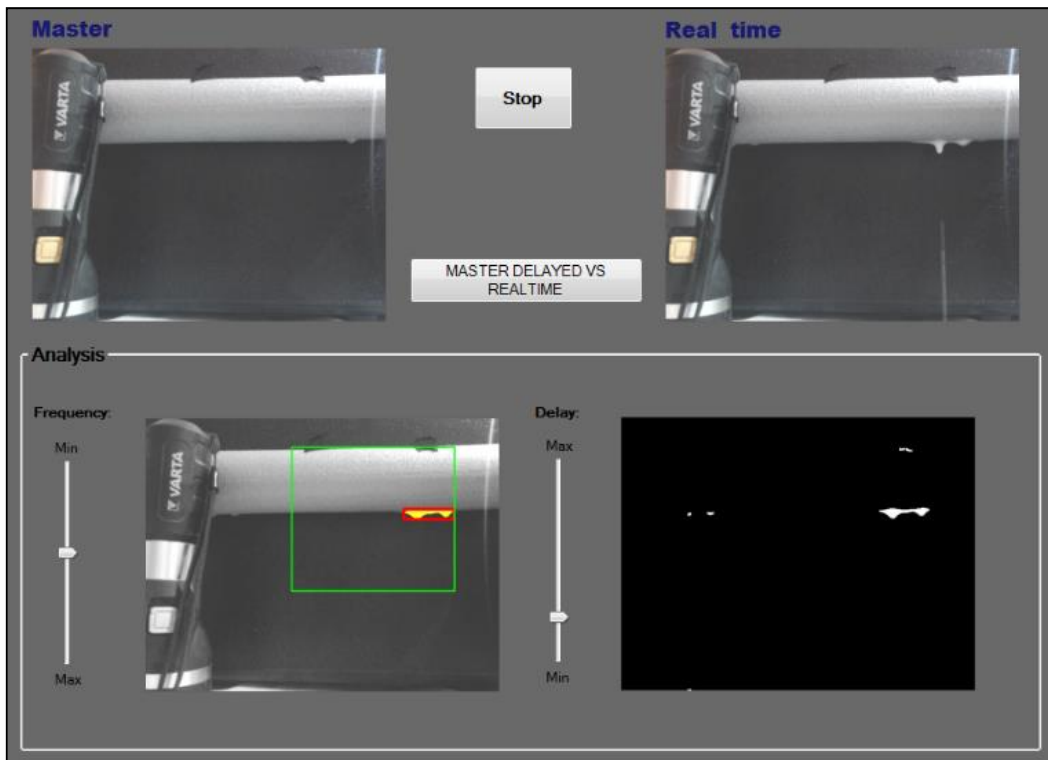 Master
Real time
VARTA
Stop
VARTA
MASTER DELAYED VS
REALTIME
Analysis
Frequency:
Delay:
Min
Max
VARTA
Max
Min